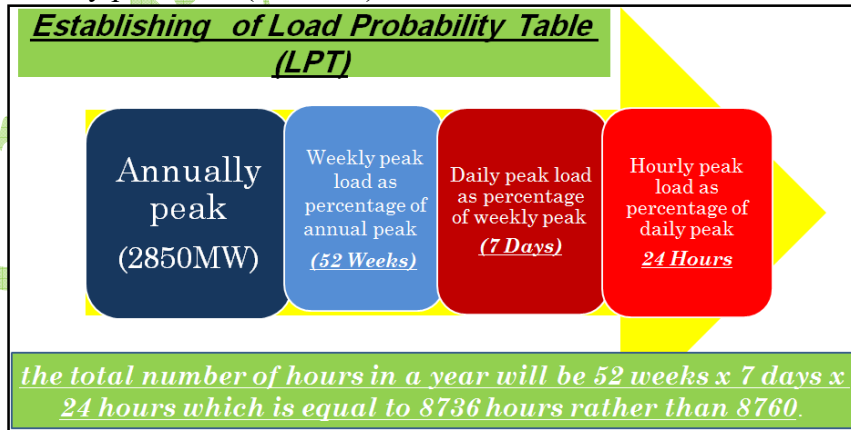 Establishing of Load Probability Table
(LPT)
Annually
peak
(2850MW)
Weekly peak
load as
percentage of
annual peak
(52 Weeks)
Daily peak load
as percentage
of weekly peak
(7 Days)
Hourly peak
load as
percentage of
daily peak
24 Hours
the total number of hours in a year will be 52 weeks x 7 days x
24 hours which is equal to 8736 hours rather than 8760.